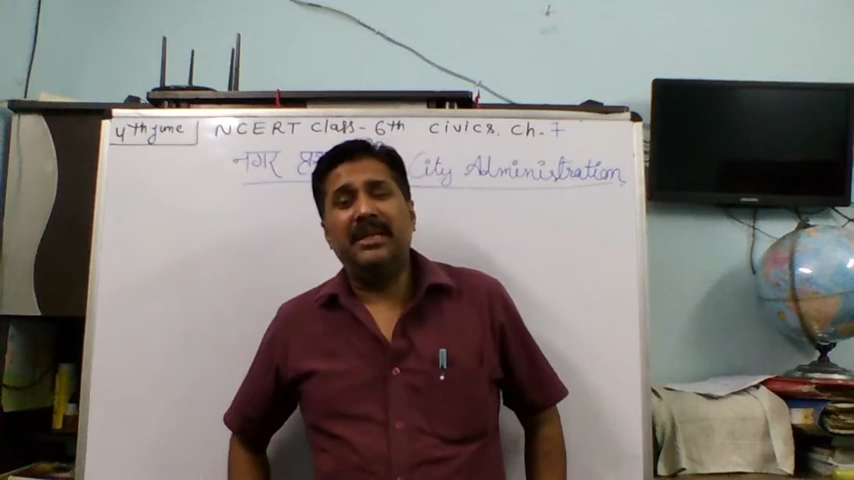 4th June NCERT Class-6th Civics. Ch-7
नगर City Administration